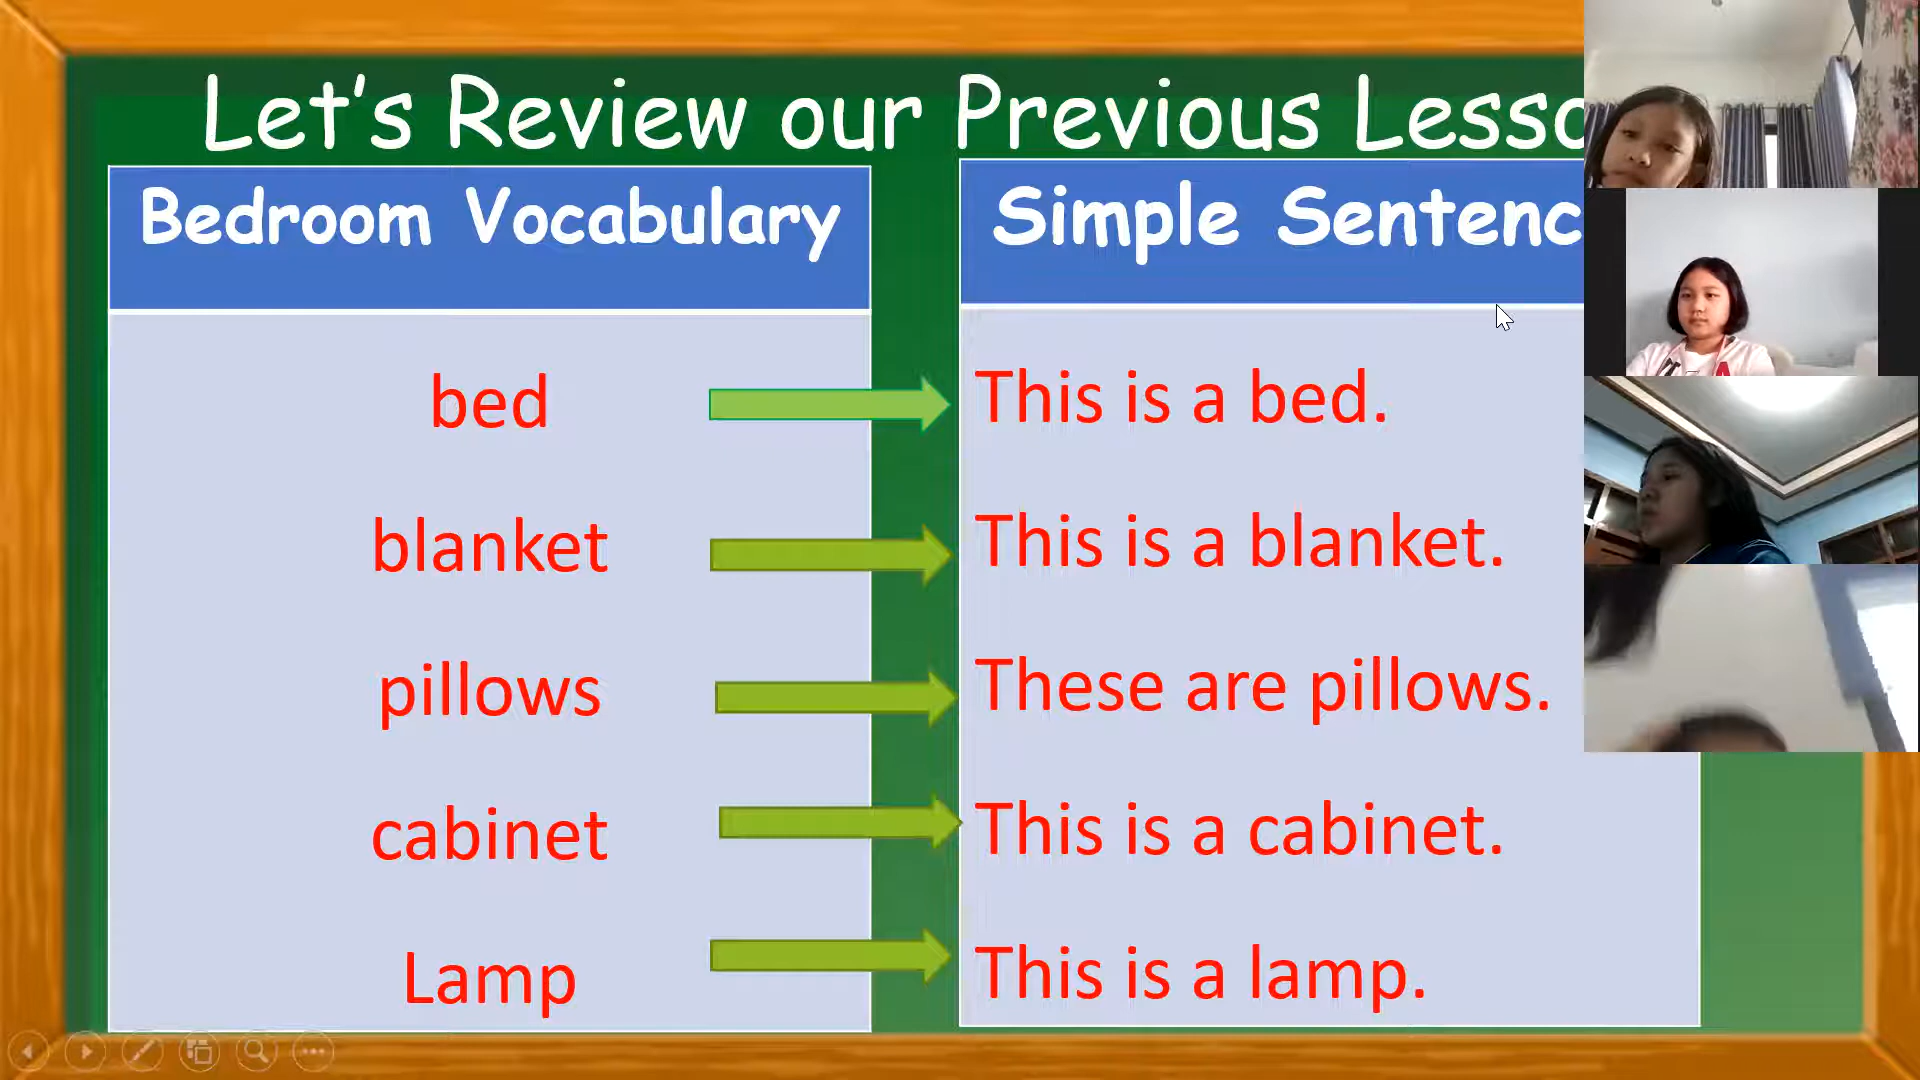 Let's Review our Previous Lesso
Bedroom Vocabulary
Simple Sentenc
bed
This is a bed.
blanket
This is a blanket.
pillows
These are pillows.
cabinet
This is a cabinet.
Lamp
This is a lamp.